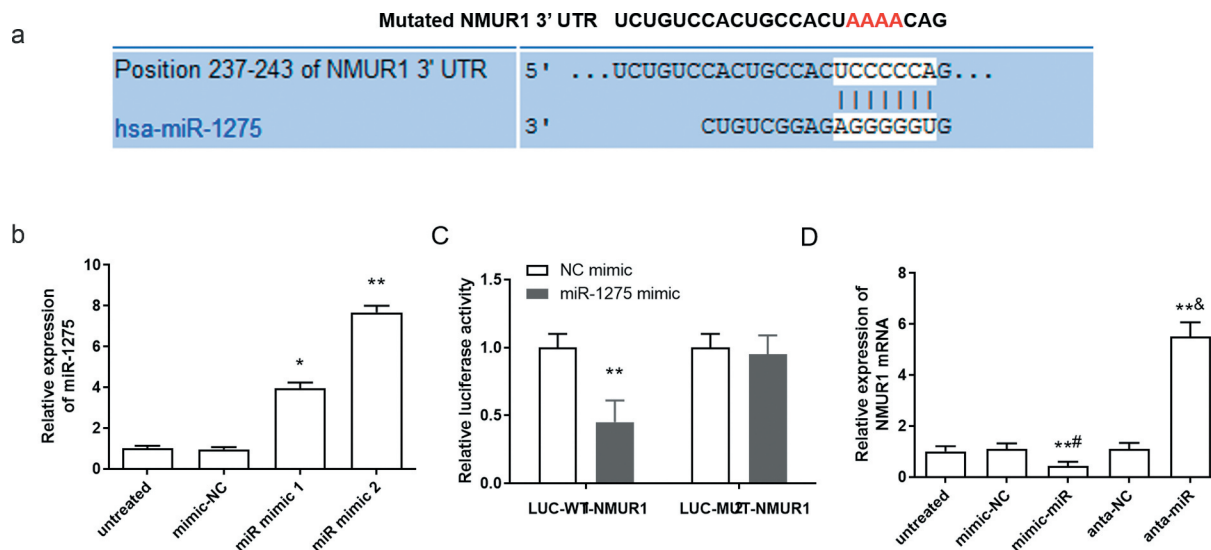 Mutated NMUR1 3' UTR UCUGUCCACUGCCACUAAAACAG
a
Position 237-243 of NMUR1 3' UTR 5' ...UCUGUCCACUGCCACUCCCCCAG...
hsa-miR-1275 3' CUGUCGGAGAGGGGGUG
b
Relative expression
of miR-1275
10
8
6
4
2
0
*
**
untreated
mimic-NC
miR mimic 1
miR mimic 2
C
NC mimic
miR-1275 mimic
Relative luciferase activity
1.5
1.0
0.5
0.0
**
LUC-WT-NMUR1
1
LUC-MUT-NMUR1
2
D
Relative expression of
NMUR1 mRNA
8
6
4
2
0
**#
**&
untreated
mimic-NC
mimic-miR
anta-NC
anta-miR